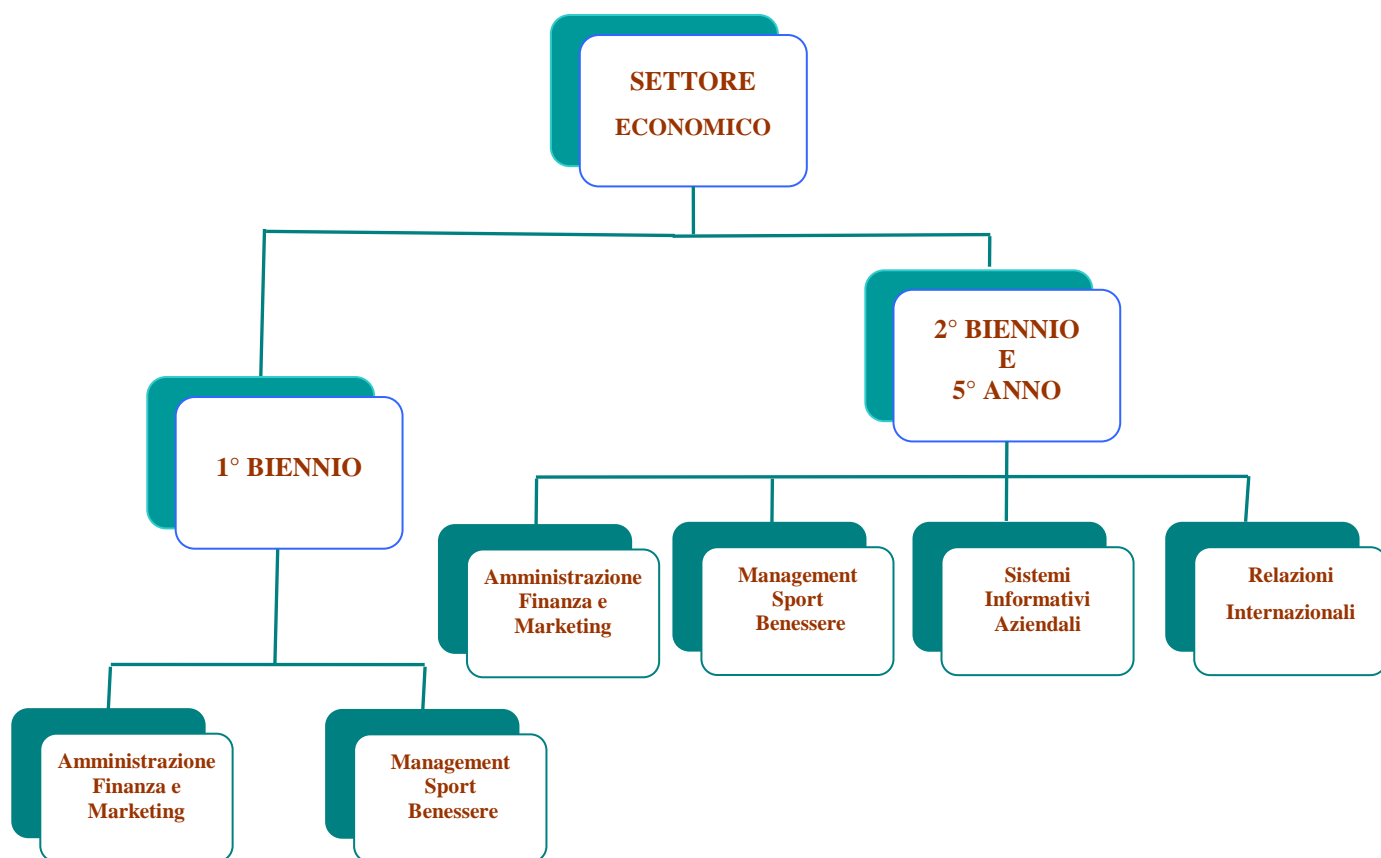 SETTORE
ECONOMICO
2° BIENNIO
E
5° ANNO
1° BIENNIO
Amministrazione
Finanza e
Marketing
Management
Sport
Benessere
Sistemi
Informativi
Aziendali
Relazioni
Internazionali
Amministrazione
Finanza e
Marketing
Management
Sport
Benessere